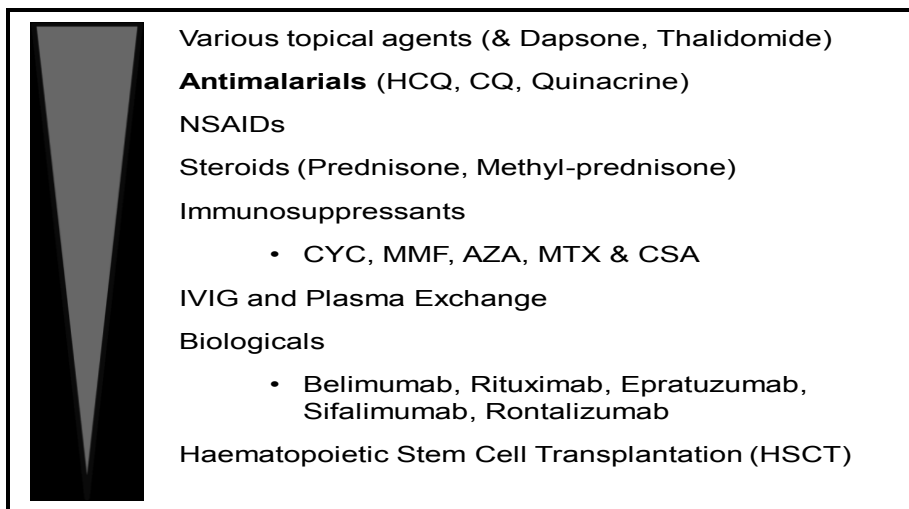 Various topical agents (& Dapsone, Thalidomide)
Antimalarials (HCQ, CQ, Quinacrine)
NSAIDs
Steroids (Prednisone, Methyl-prednisone)
Immunosuppressants
• CYC, MMF, AZA, MTX & CSA
IVIG and Plasma Exchange
Biologicals
• Belimumab, Rituximab, Epratuzumab,
Sifalimumab, Rontalizumab
Haematopoietic Stem Cell Transplantation (HSCT)